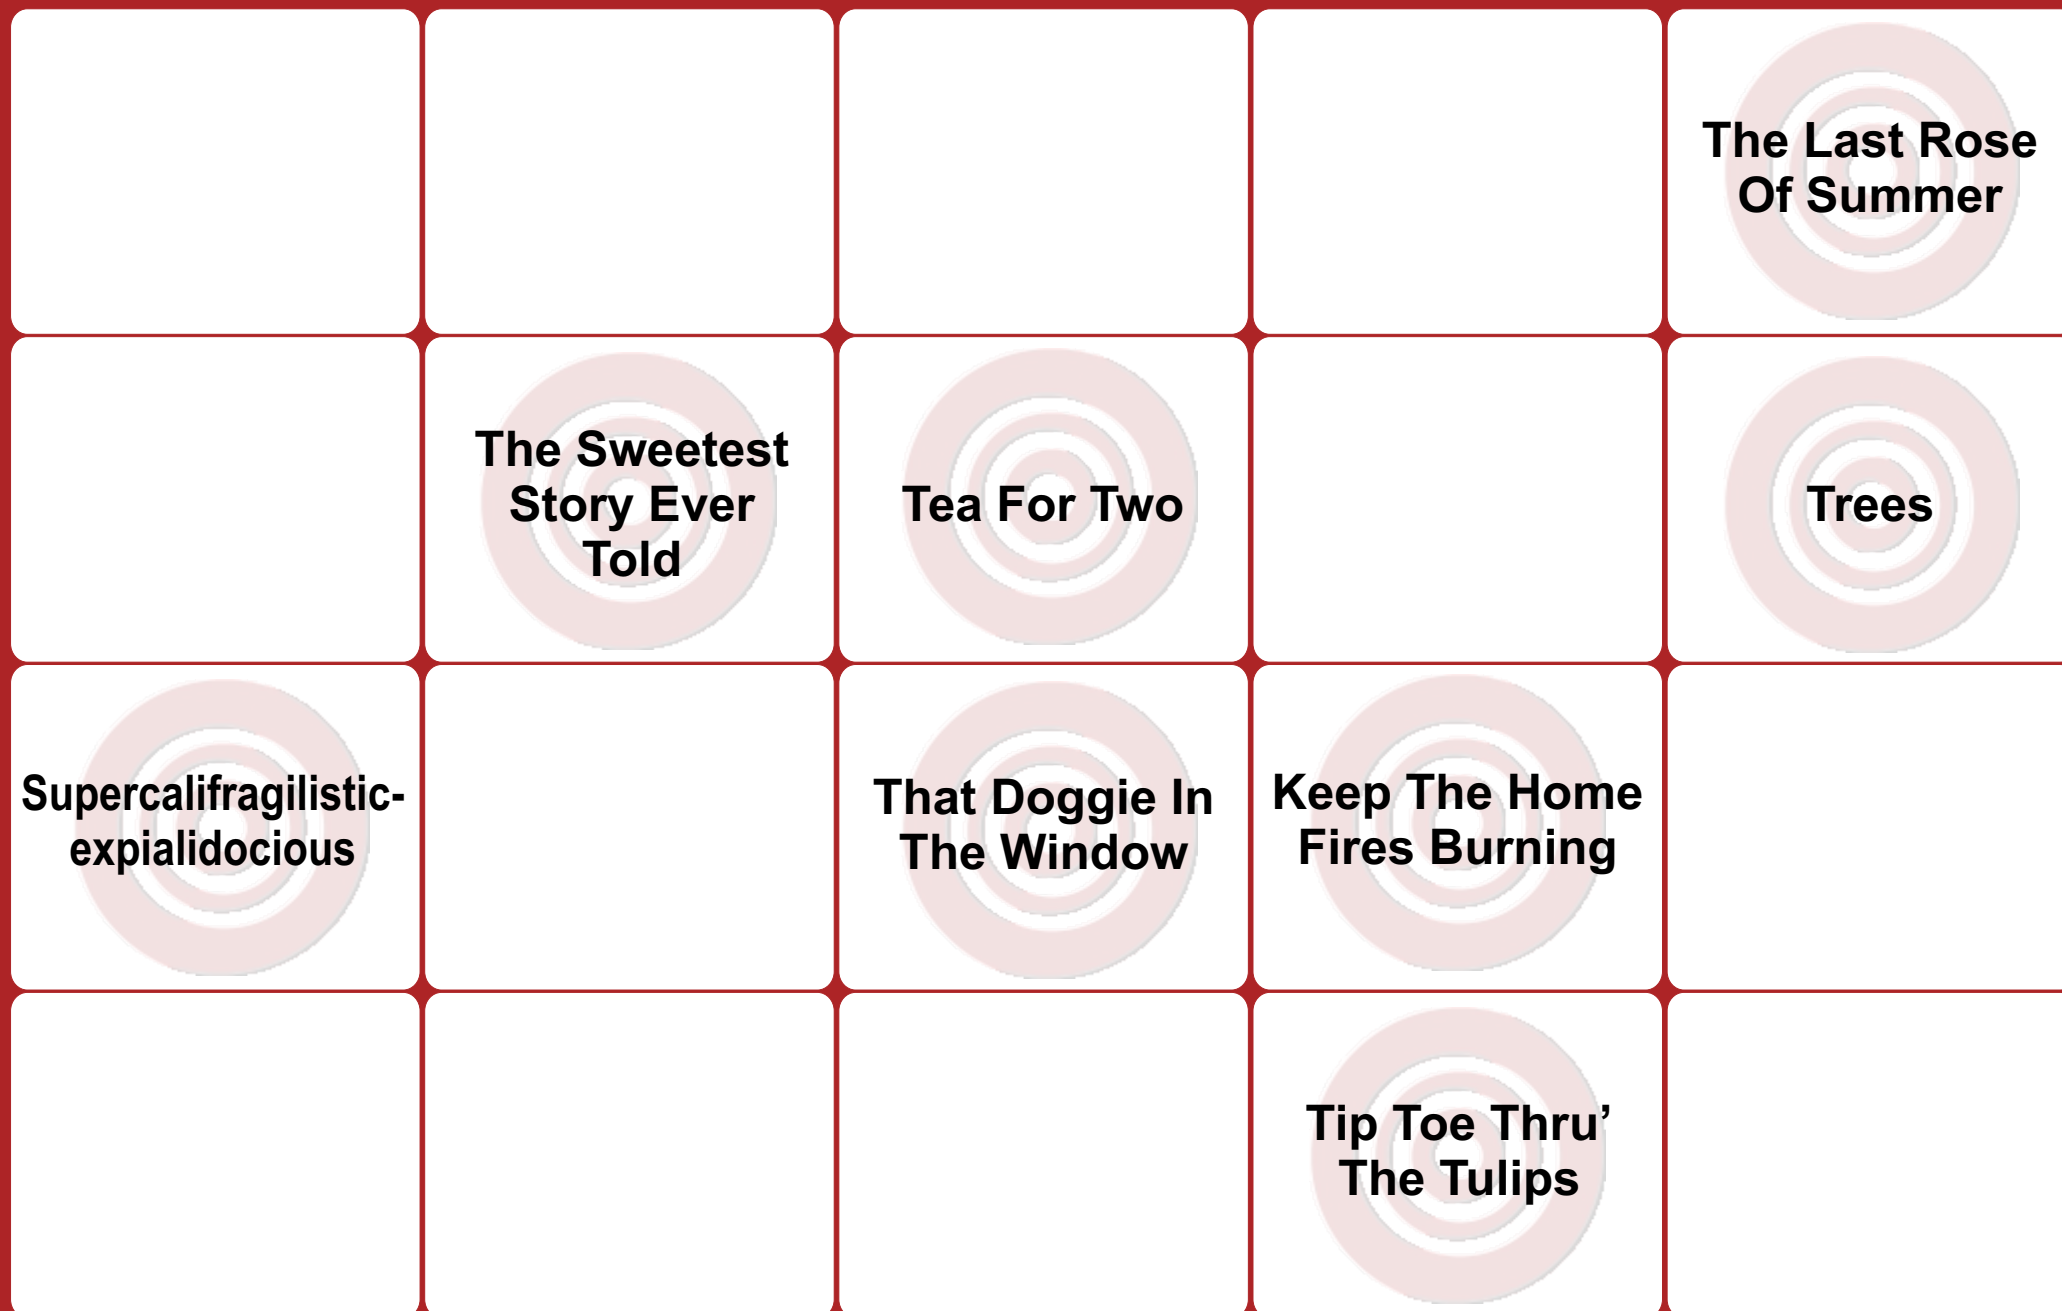 The Last Rose
Of Summer
The Sweetest
Story Ever
Told
Tea For Two
Trees
Supercalifragilistic-
expialidocious
That Doggie In
The Window
Keep The Home
Fires Burning
Tip Toe Thru’
The Tulips